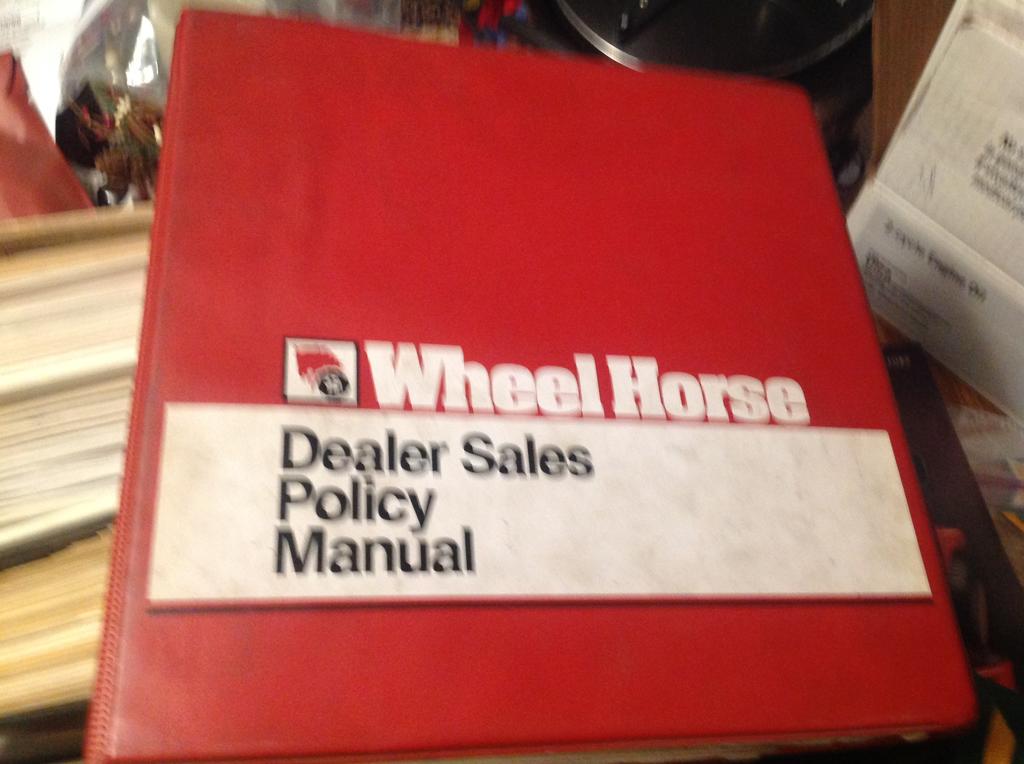 Wheel Horse
Dealer Sales
Policy
Manual